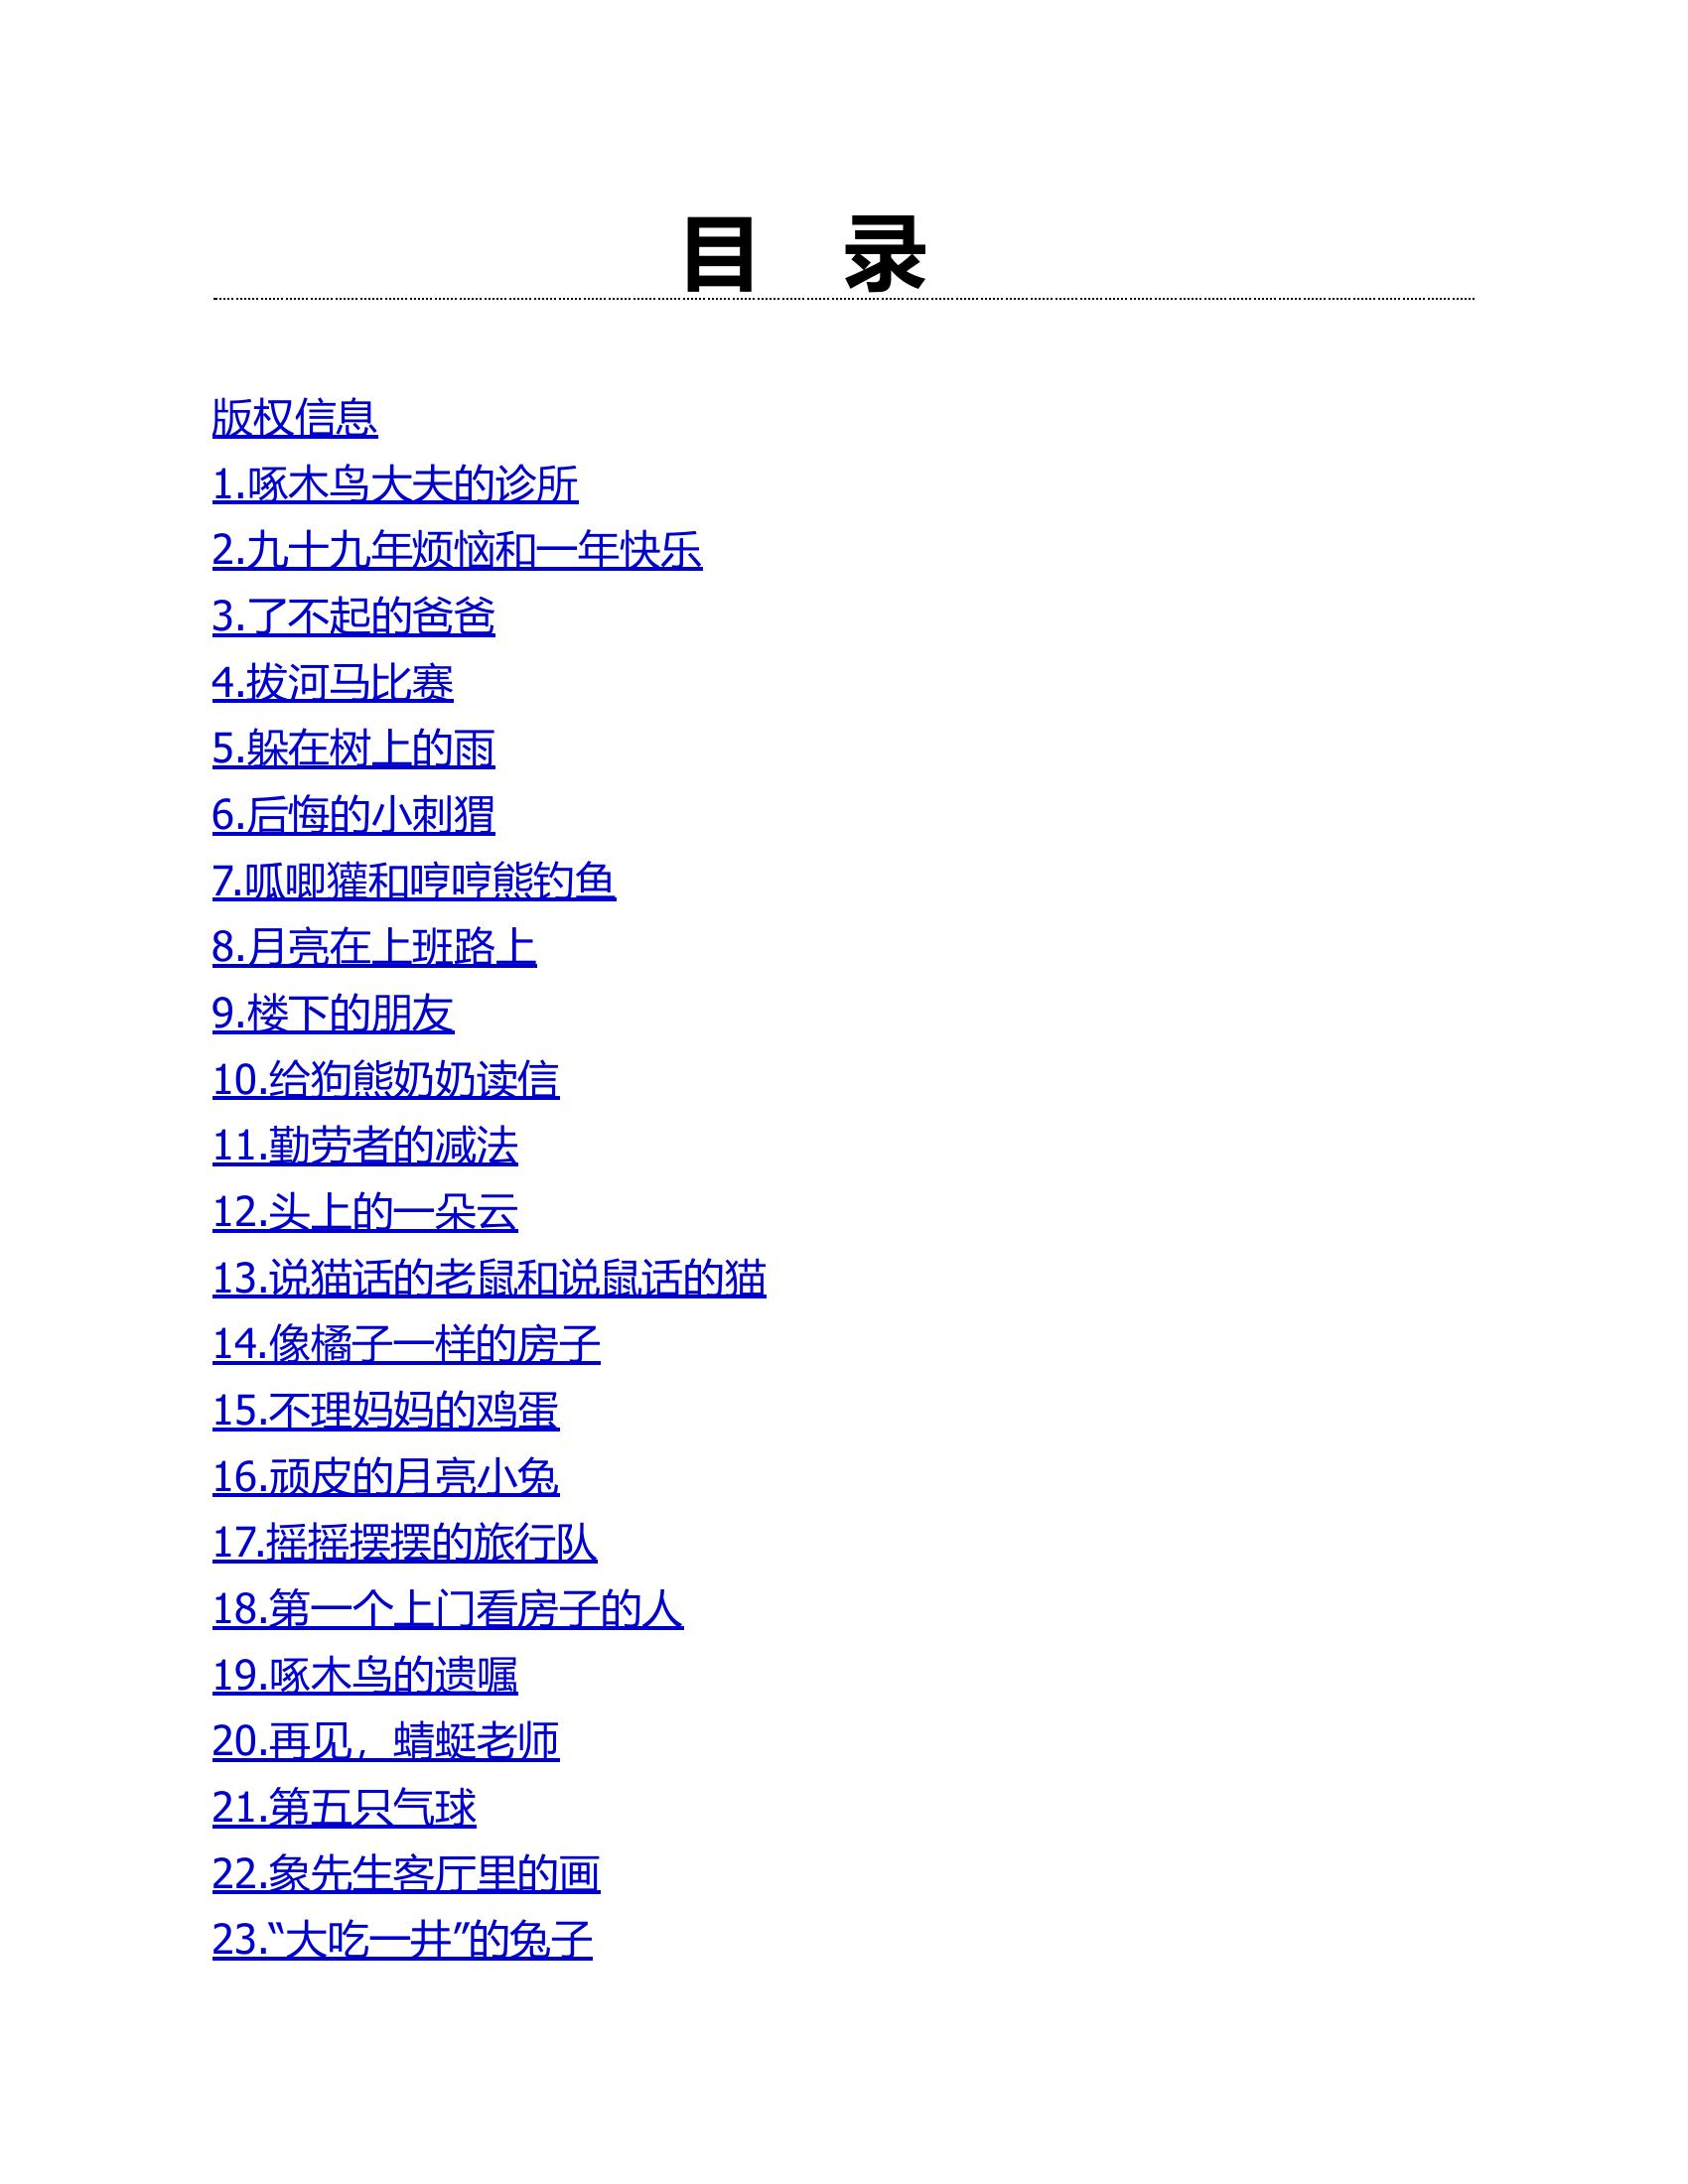 目 录
版权信息
1.啄木鸟大夫的诊所
2.九十九年烦恼和一年快乐
3.了不起的爸爸
4.拔河马比赛
5.躲在树上的雨
6.后悔的小刺猬
7.呱唧獾和哼哼熊钓鱼
8.月亮在上班路上
9.楼下的朋友
10.给狗熊奶奶读信
11.勤劳者的减法
12.头上的一朵云
13.说猫话的老鼠和说鼠话的猫
14.像橘子一样的房子
15.不理妈妈的鸡蛋
16.顽皮的月亮小兔
17.摇摇摆摆的旅行队
18.第一个上门看房子的人
19.啄木鸟的遗嘱
20.再见，蜻蜓老师
21.第五只气球
22.象先生客厅里的画
23.“大吃一井”的兔子